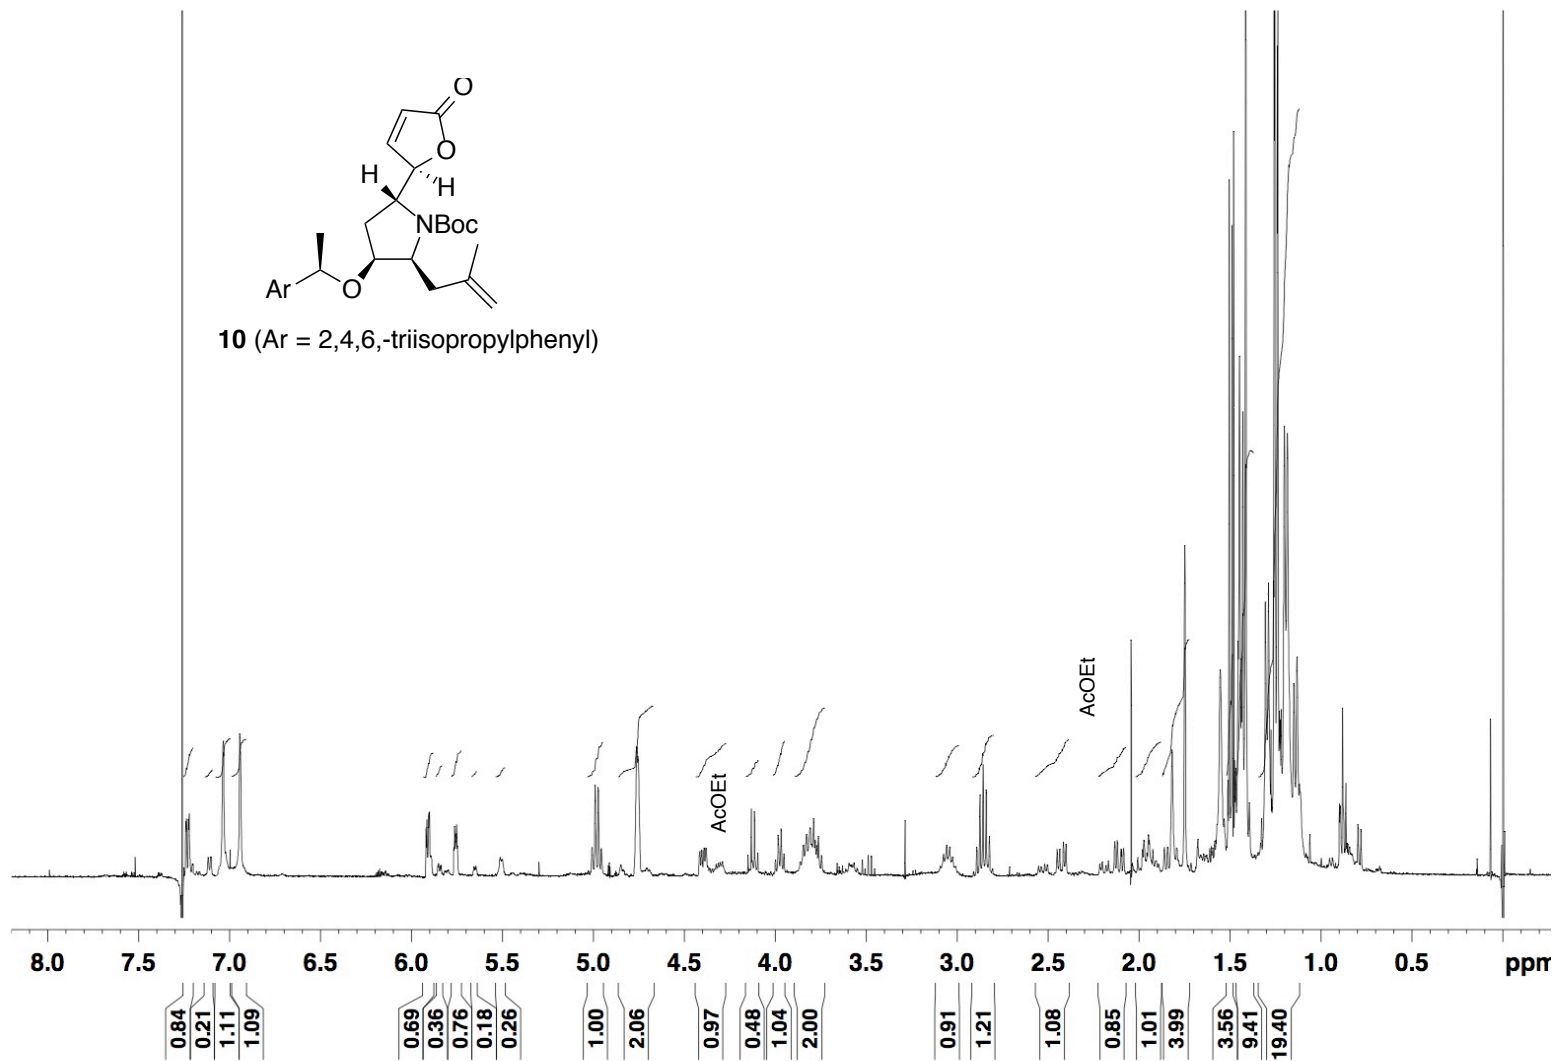 O
O
H
H
NBoc
Ar
O
10 (Ar = 2,4,6,-triisopropylphenyl)
AcOEt
AcOEt
8.0 7.5 7.0 6.5 6.0 5.5 5.0 4.5 4.0 3.5 3.0 2.5 2.0 1.5 1.0 0.5 ppm
0.84 0.21 1.11 1.09 0.69 0.36 0.76 0.18 0.26 1.00 2.06 0.97 0.48 1.04 2.00 0.91 1.21 1.08 0.85 1.01 3.99 3.56 9.41 19.40